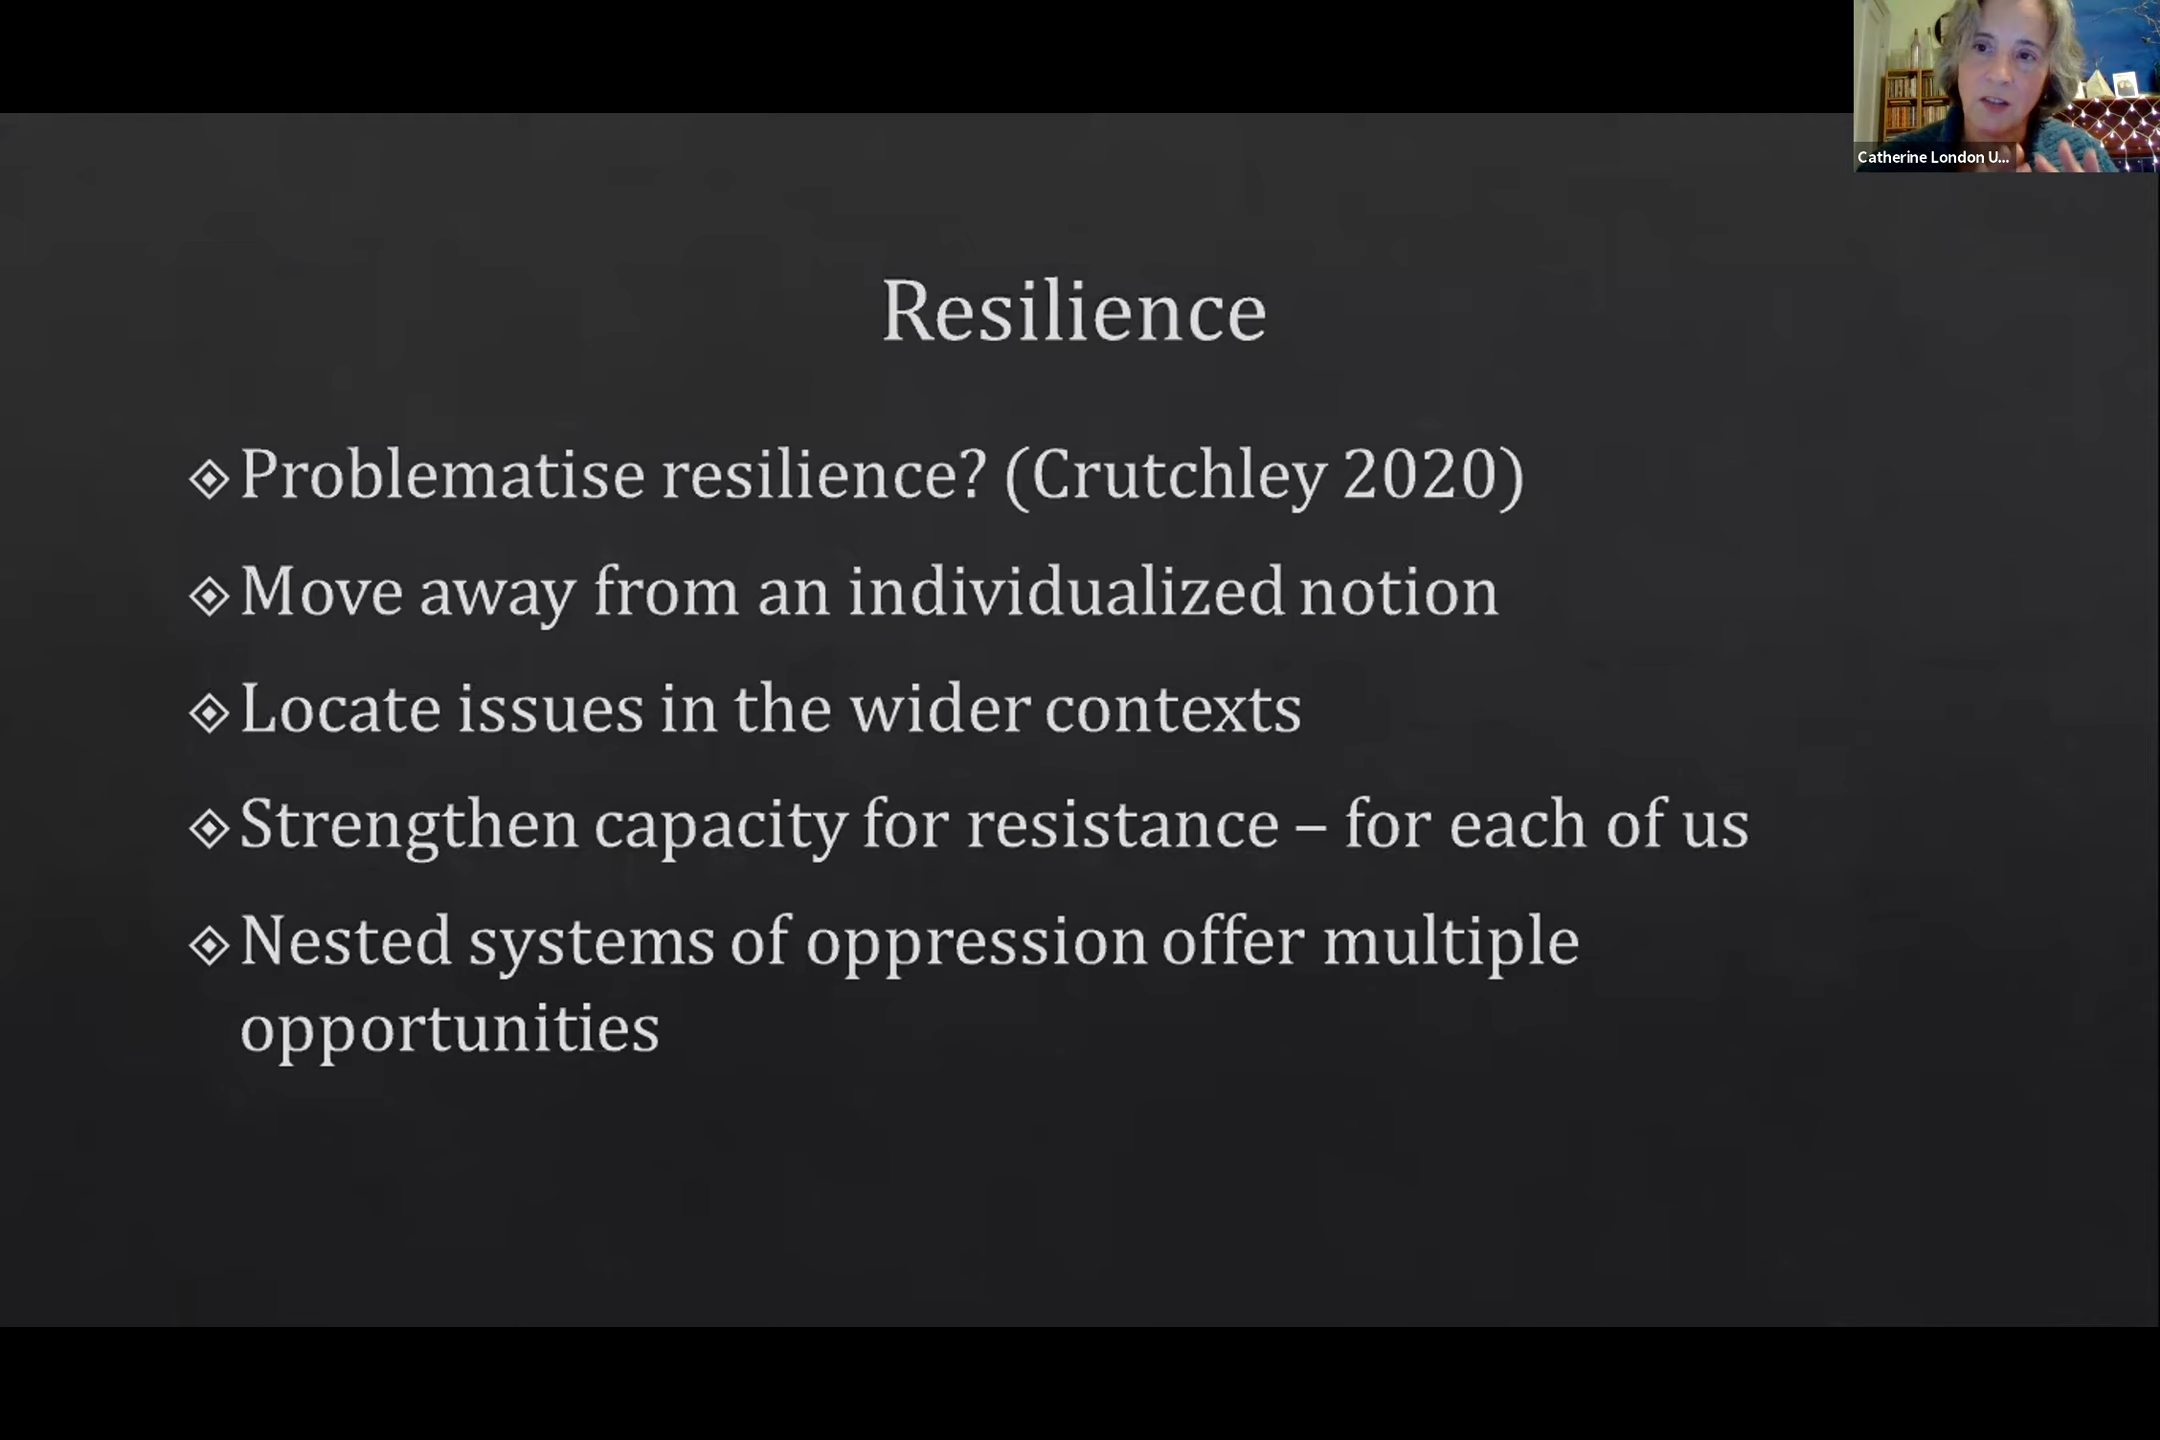 Catherine London U...
Resilience
Problematise resilience? (Crutchley 2020)
Move away from an individualized notion
Locate issues in the wider contexts
Strengthen capacity for resistance – for each of us
Nested systems of oppression offer multiple
opportunities